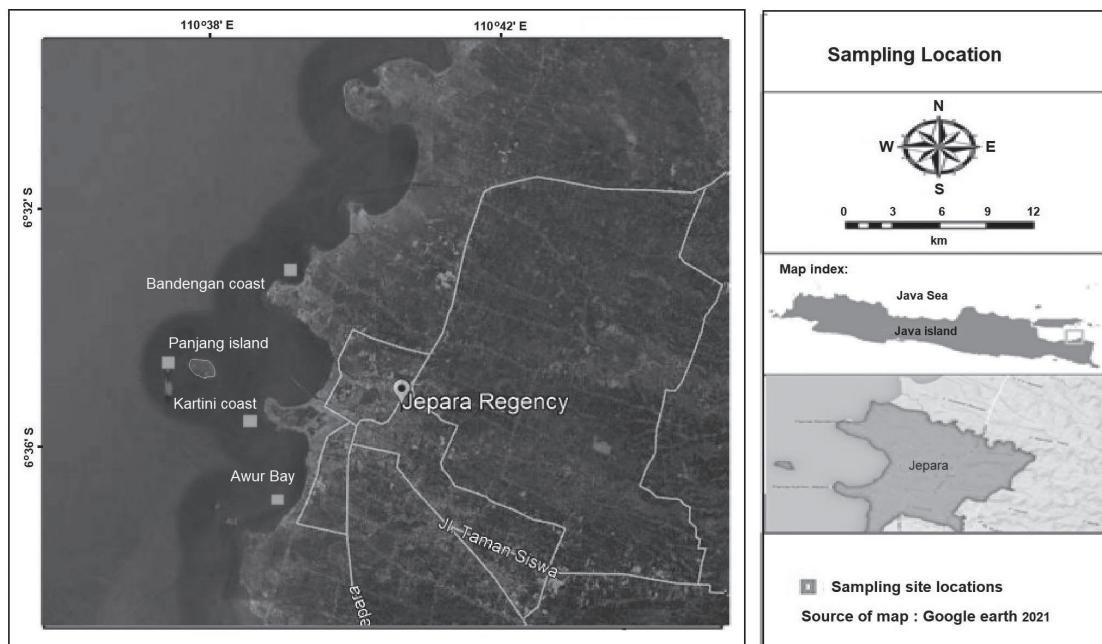 110°38' E
110°42' E
6°32' S
6°36' S
Bandengan coast
Panjang island
Kartini coast
Awur Bay
Jepara Regency
Jl. Taman Siswa
apara
Sampling Location
N
W E
S
0 3 6 9 12
km
Map index:
Java Sea
Java island
Jepara
Sampling site locations
Source of map : Google earth 2021